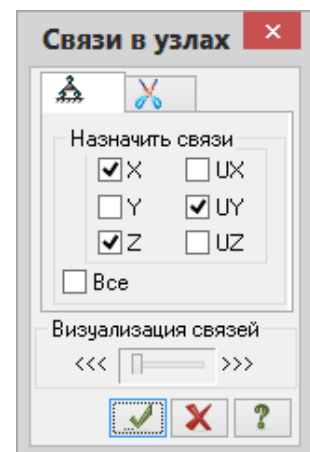 Связи в узлах
Назначить связи
X UX
Y UY
Z UZ
Все
Визуализация связей
<<< >>>
?